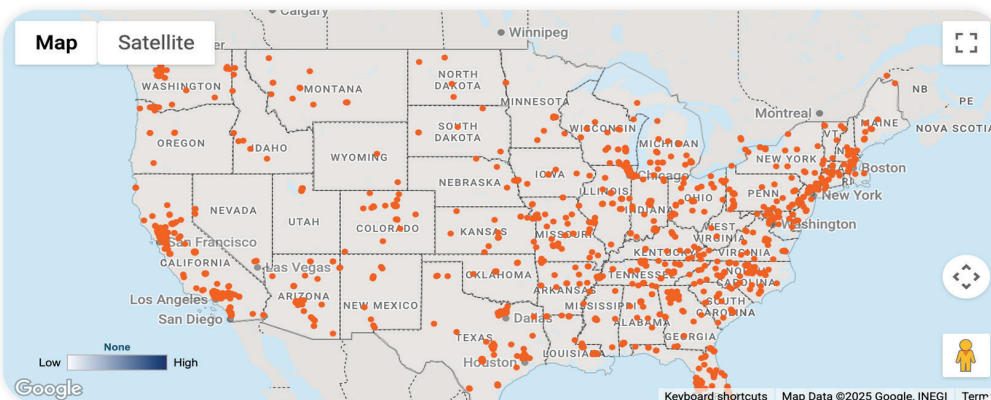 Map
Satellite
Calgary
Winnipeg
WASHINGTON
MONTANA
NORTH
DAKOTA
MINNESOTA
Montreal
NB
PE
MAINE
NOVA SCOTIA
OREGON
IDAHO
WYOMING
SOUTH
DAKOTA
WISCONSIN
MICHIGAN
VT
NEW YORK
Boston
RI
NEBRASKA
IOWA
Chicago
ILLINOIS
INDIANA
OHIO
PENN
New York
NEVADA
UTAH
COLORADO
KANSAS
MISSOURI
WEST
VIRGINIA
Washington
San Francisco
KENTUCKY
VIRGINIA
CALIFORNIA
Las Vegas
OKLAHOMA
TENNESSEE
NORTH
CAROLINA
Los Angeles
ARIZONA
NEW MEXICO
ARKANSAS
MISSISSIPPI
SOUTH
CAROLINA
San Diego
Dallas
ALABAMA
GEORGIA
TEXAS
LOUISIANA
Houston
None
Low
High
Google
Keyboard shortcuts
Map Data ©2025 Google, INEGI
Term